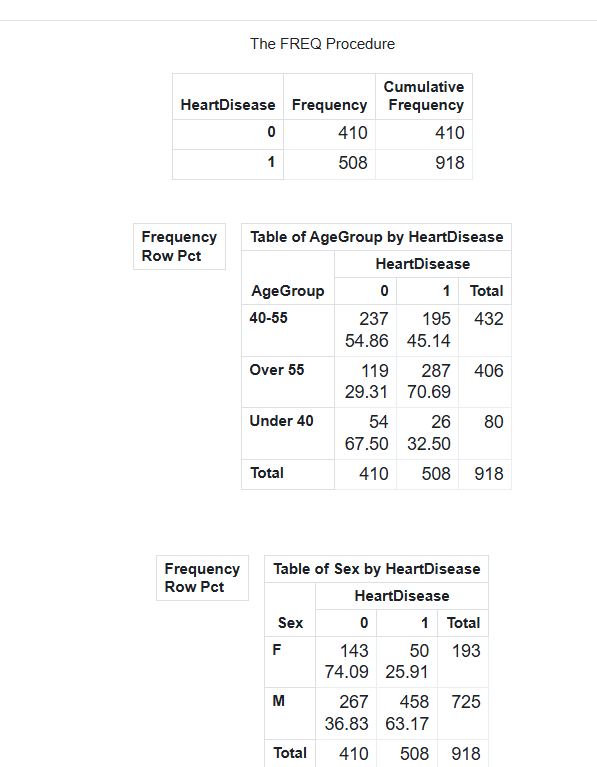 The FREQ Procedure
HeartDisease Frequency Cumulative Frequency
0 410 410
1 508 918
Frequency
Row Pct
Table of AgeGroup by HeartDisease
HeartDisease
AgeGroup 0 1 Total
40-55 237 195 432
54.86 45.14
Over 55 119 287 406
29.31 70.69
Under 40 54 26 80
67.50 32.50
Total 410 508 918
Frequency
Row Pct
Table of Sex by HeartDisease
HeartDisease
Sex 0 1 Total
F 143 50 193
74.09 25.91
M 267 458 725
36.83 63.17
Total 410 508 918